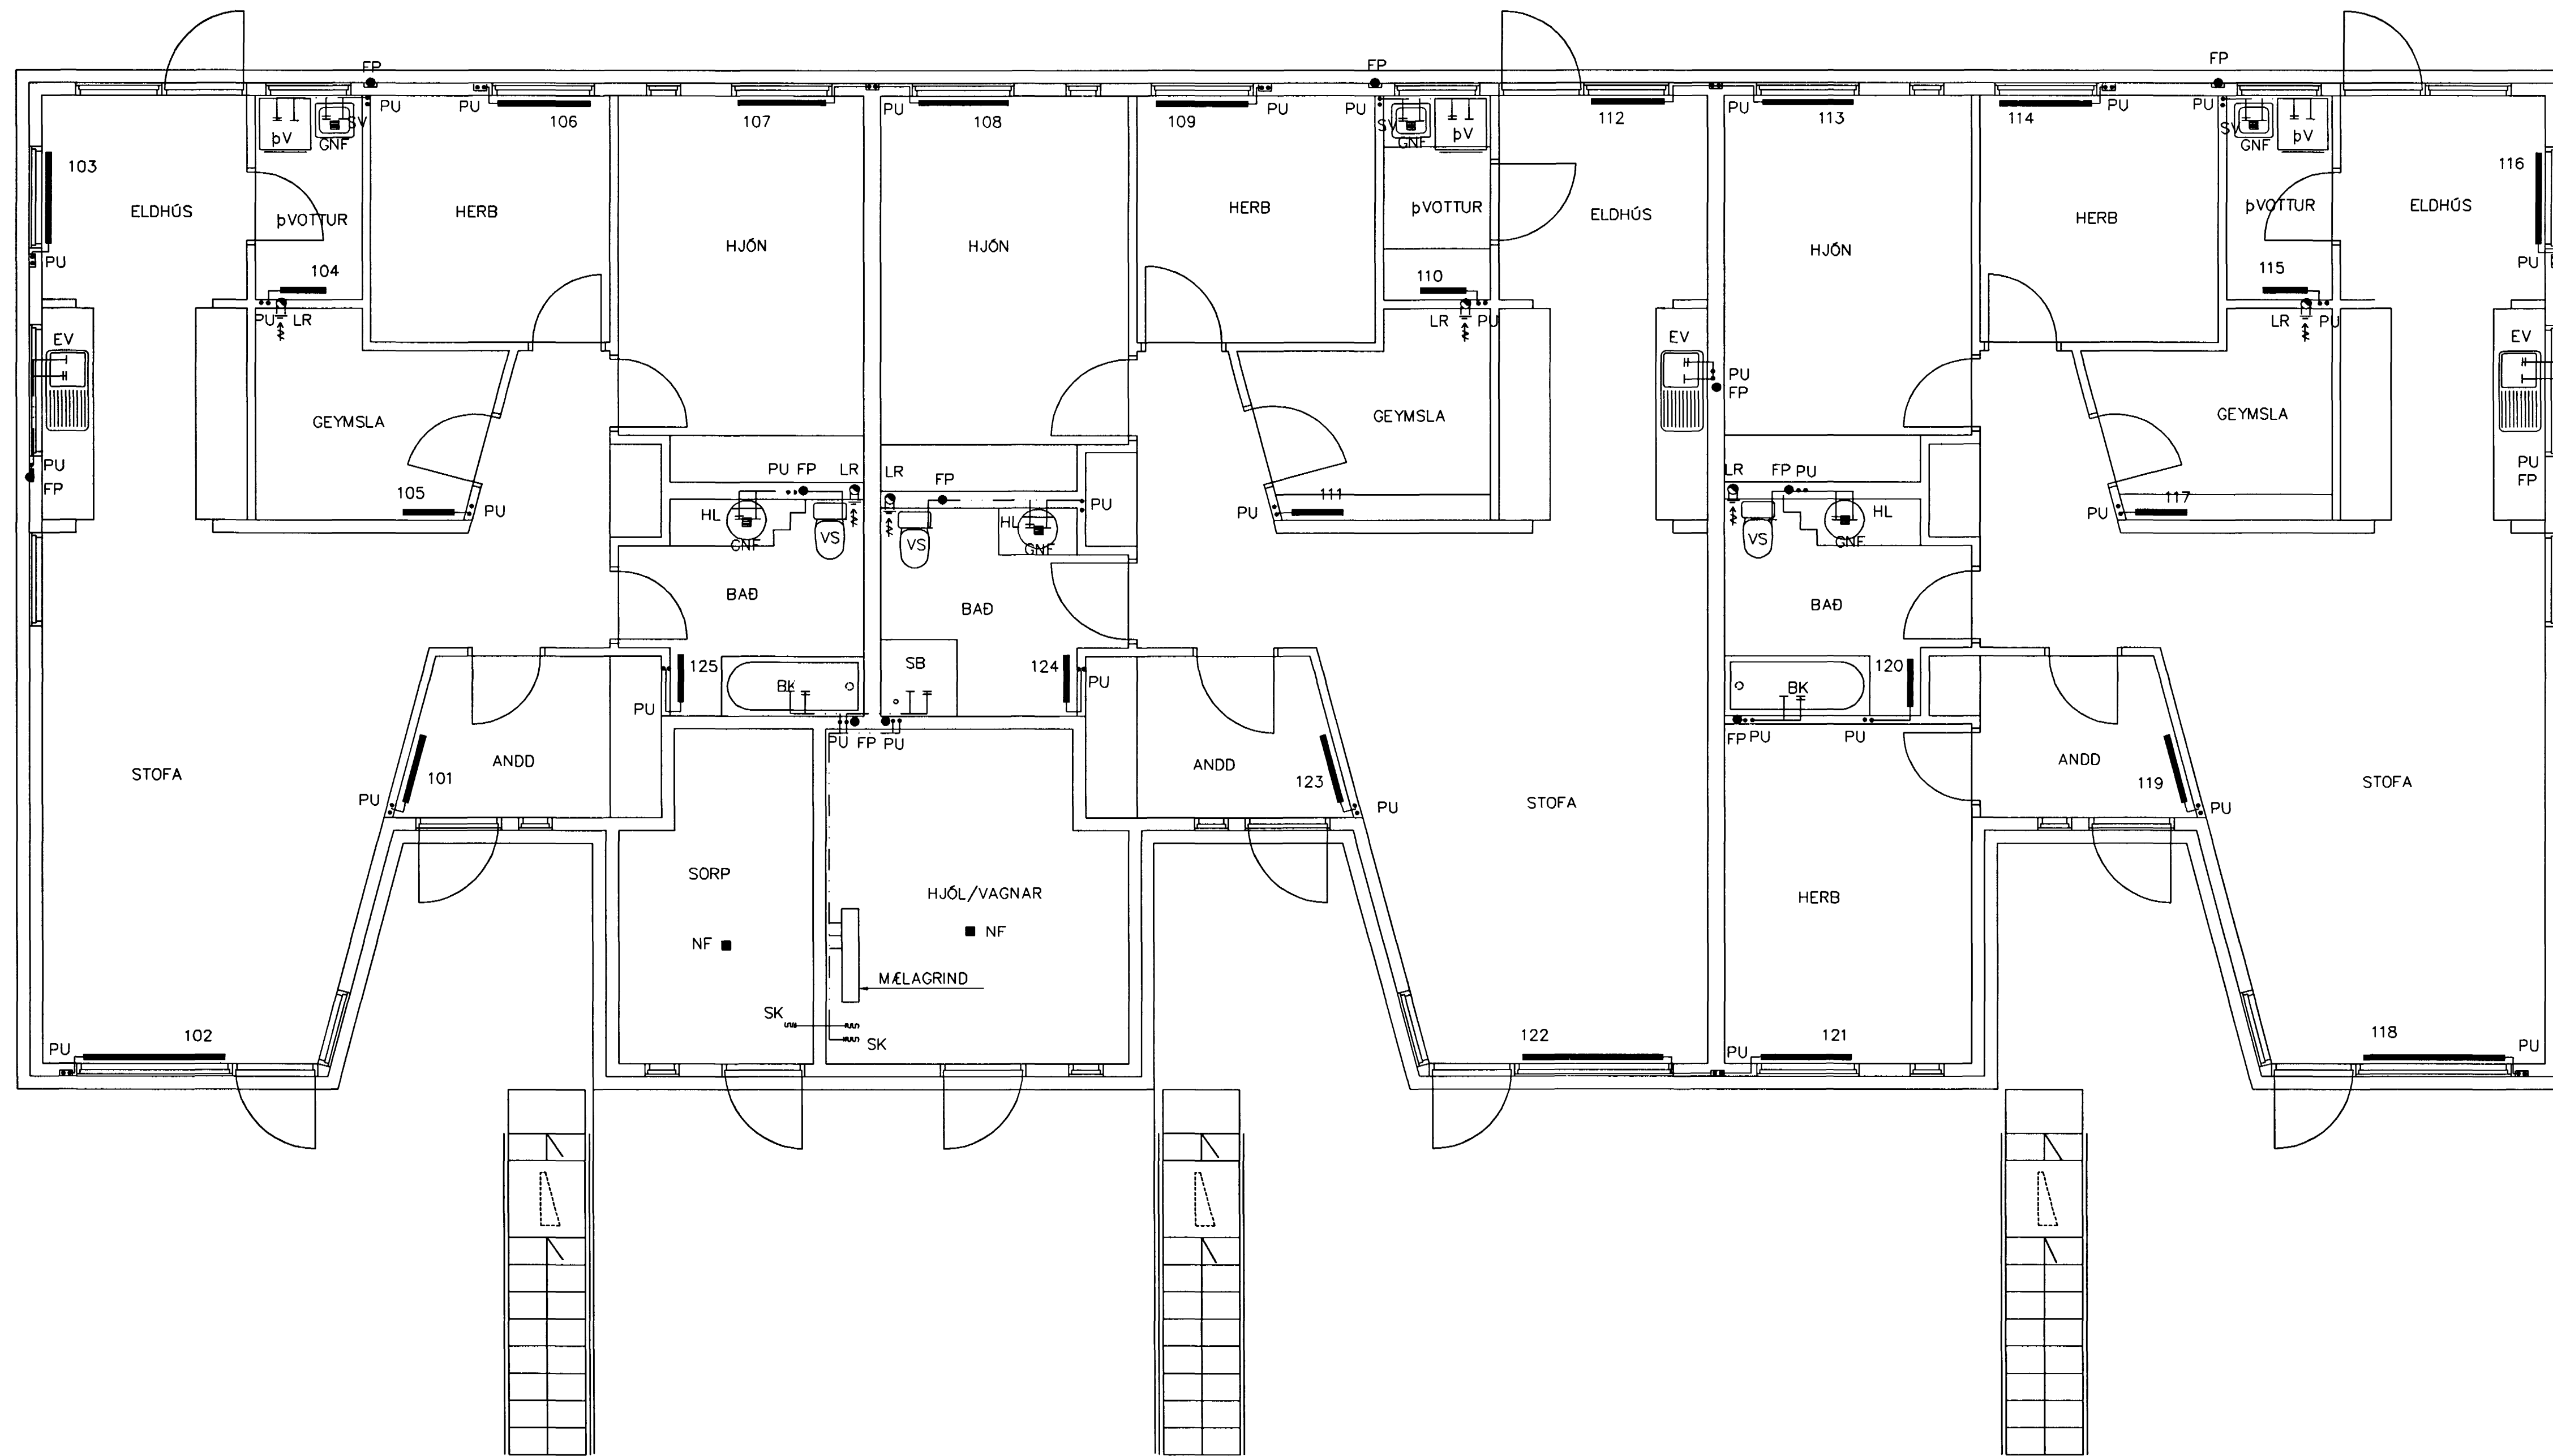 FP
FP
FP
PU
PU
106
107
PU
108
109
PU
PU
112
PU
113
114
PU
PU
þV
SV
GNF
SV
GNF
þV
SV
GNF
þV
103
116
ELDHÚS
þVOTTUR
HERB
HJÓN
HJÓN
HERB
þVOTTUR
ELDHÚS
HJÓN
HERB
þVOTTUR
ELDHÚS
PU
104
110
115
PU
PU
LR
LR
PU
LR
PU
EV
EV
EV
PU
FP
GEYMSLA
GEYMSLA
GEYMSLA
PU
FP
PU
FP
LR
LR
FP
PU
LR
FP
PU
PU
FP
105
PU
HL
GNF
VS
VS
HL
GNF
PU
111
VS
HL
GNF
PU
117
BAÐ
BAÐ
BAÐ
125
BK
SB
124
PU
BK
120
PU
PU
FP
PU
FP
PU
PU
STOFA
PU
101
ANDD
ANDD
123
PU
STOFA
ANDD
119
PU
STOFA
SORP
HJÓL/VAGNAR
HERB
NF
NF
MÆLAGRIND
SK
SK
PU
102
122
PU
121
118
PU